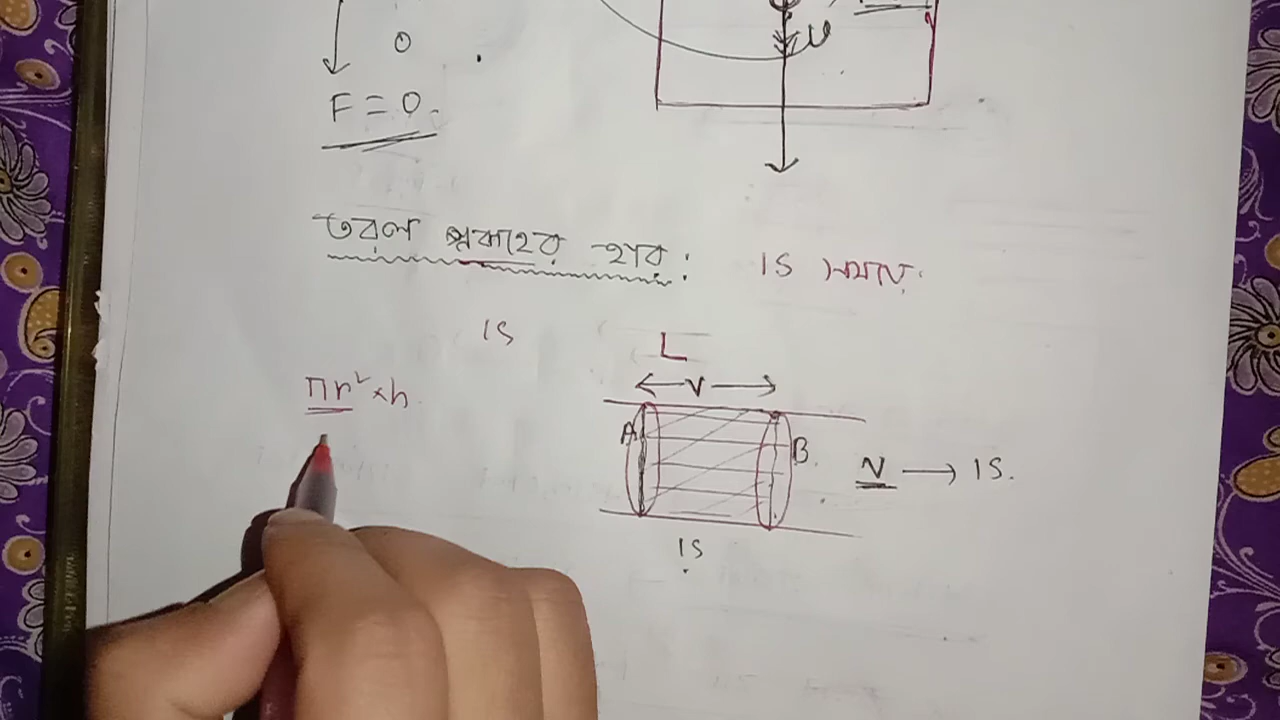 0
F = 0.
v
তরল প্রবাহের হার :
1S সময়ে.
1S
L
πr² × h.
v
A
B.
v → 1S.
1S